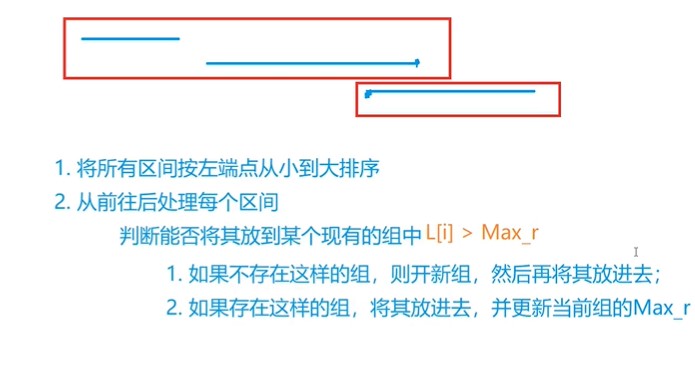 1. 将所有区间按左端点从小到大排序
2. 从前往后处理每个区间
判断能否将其放到某个现有的组中 L[i] > Max_r
1. 如果不存在这样的组，则开新组，然后再将其放进去；
2. 如果存在这样的组，将其放进去，并更新当前组的Max_r